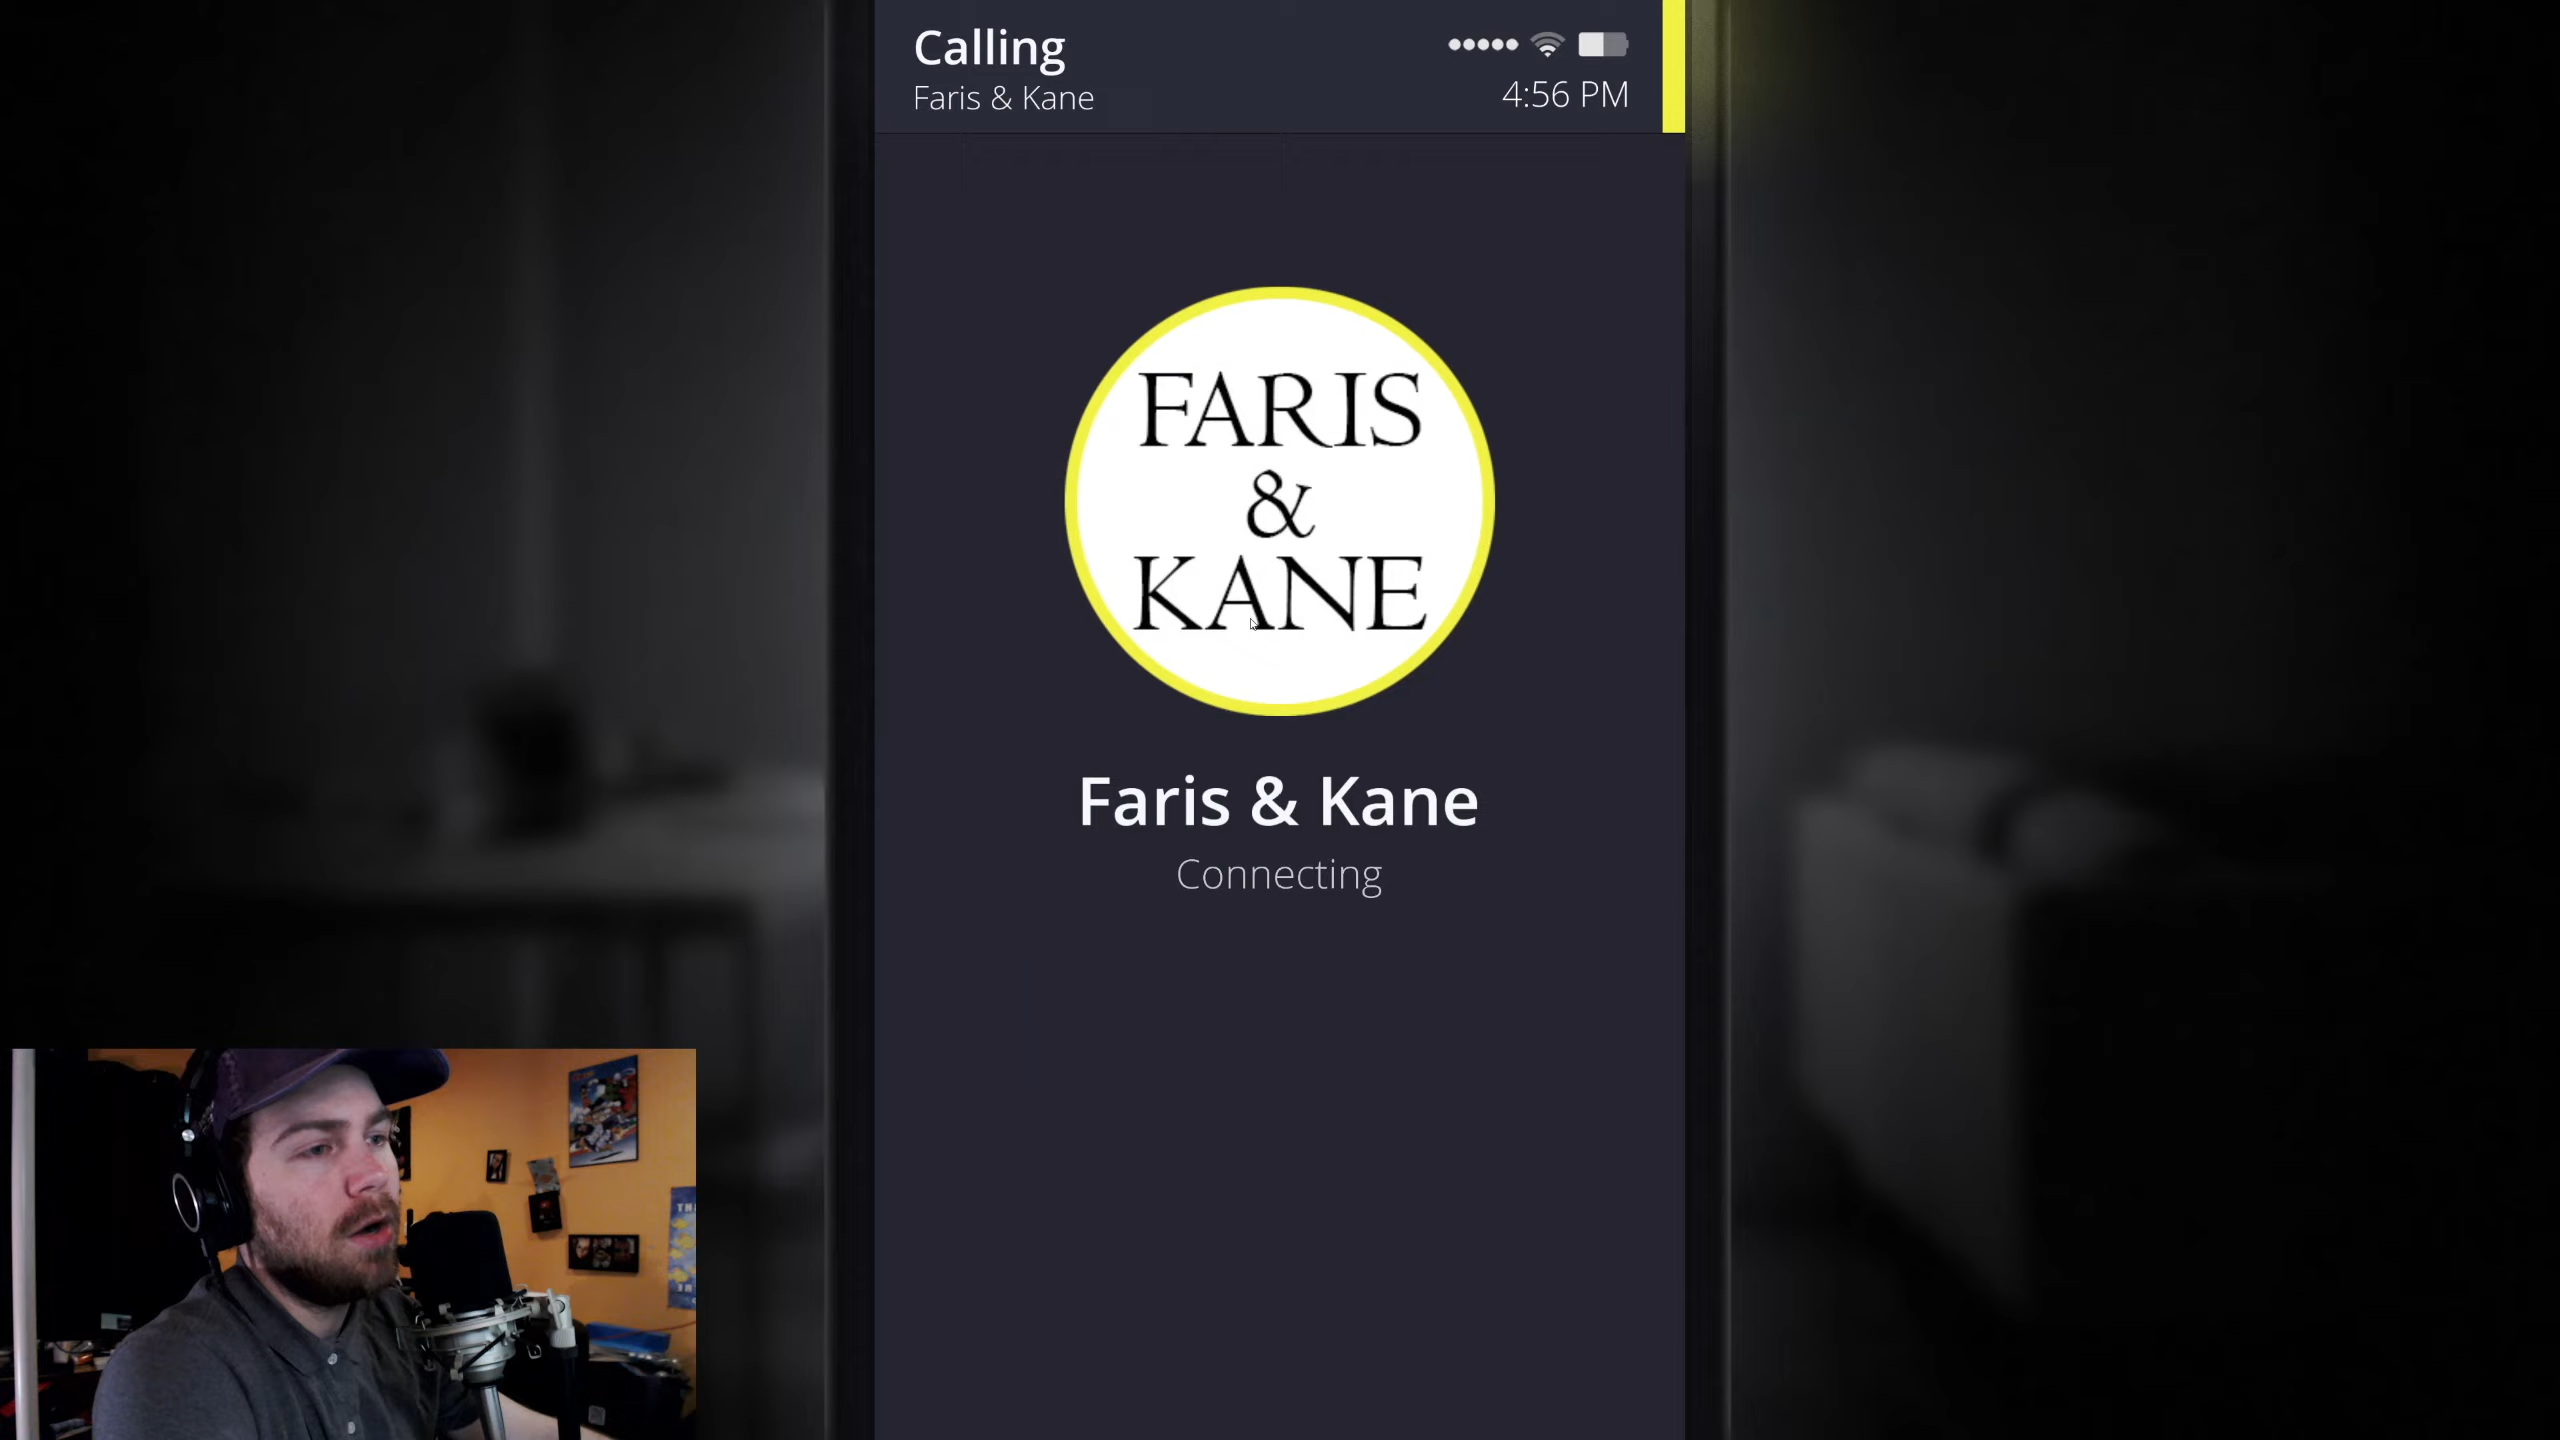 Calling
Faris & Kane
4:56 PM
FARIS
&
KANE
Faris & Kane
Connecting